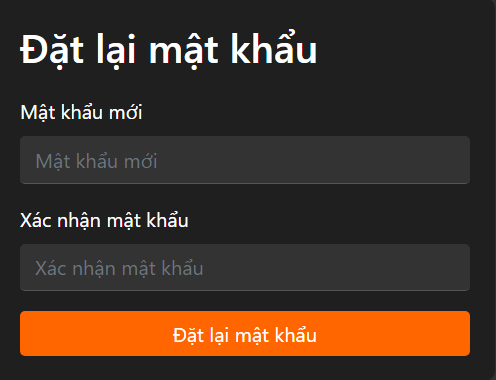 Đặt lại mật khẩu
Mật khẩu mới
Mật khẩu mới
Xác nhận mật khẩu
Xác nhận mật khẩu
Đặt lại mật khẩu